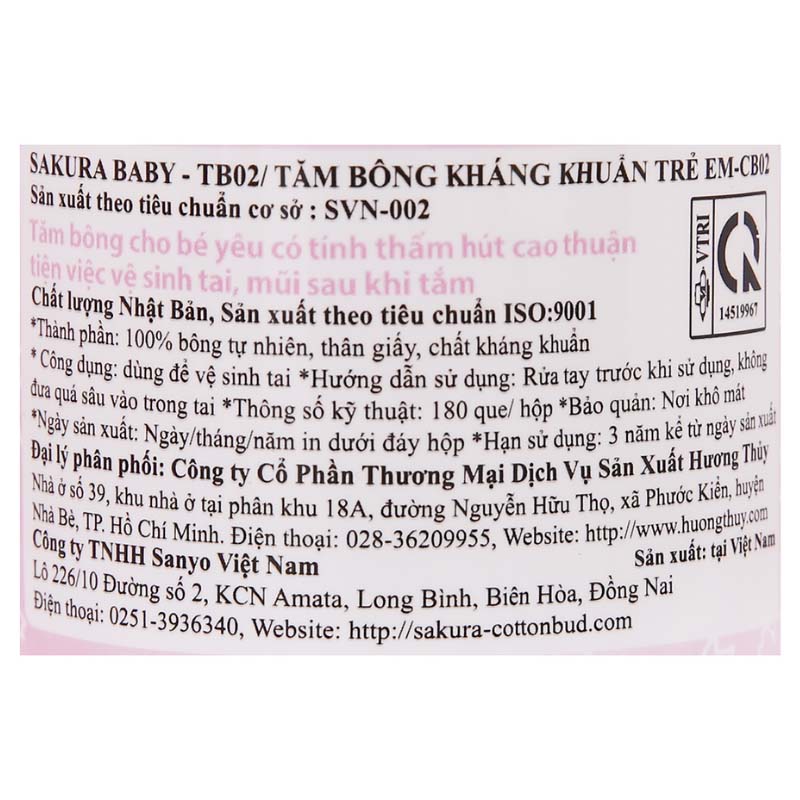 SAKURA BABY - TB02/ TĂM BÔNG KHÁNG KHUẨN TRẺ EM-CB02
Sản xuất theo tiêu chuẩn cơ sở : SVN-002
Tăm bông cho bé yêu có tính thấm hút cao thuận
tiện việc vệ sinh tai, mũi sau khi tắm
Chất lượng Nhật Bản, Sản xuất theo tiêu chuẩn ISO:9001
VTRI
14519967
*Thành phần: 100% bông tự nhiên, thân giấy, chất kháng khuẩn
* Công dụng: dùng để vệ sinh tai *Hướng dẫn sử dụng: Rửa tay trước khi sử dụng, không
đưa quá sâu vào trong tai *Thông số kỹ thuật: 180 que/ hộp *Bảo quản: Nơi khô mát
*Ngày sản xuất: Ngày/tháng/năm in dưới đáy hộp *Hạn sử dụng: 3 năm kể từ ngày sản xuất
Đại lý phân phối: Công ty Cổ Phần Thương Mại Dịch Vụ Sản Xuất Hương Thủy
Nhà ở số 39, khu nhà ở tại phân khu 18A, đường Nguyễn Hữu Thọ, xã Phước Kiển, huyện
Nhà Bè, TP. Hồ Chí Minh. Điện thoại: 028-36209955, Website: http://www.huongthuy.com
Công ty TNHH Sanyo Việt Nam
Sản xuất: tại Việt Nam
Lô 226/10 Đường số 2, KCN Amata, Long Bình, Biên Hòa, Đồng Nai
Điện thoại: 0251-3936340, Website: http://sakura-cottonbud.com